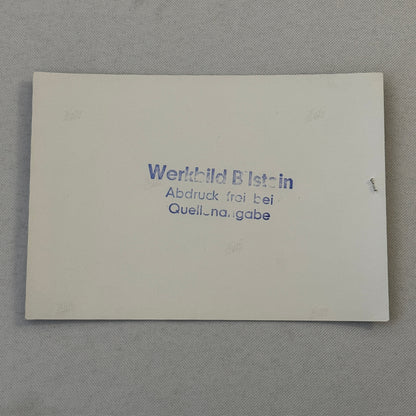 Werkbild Bilstein
Abdruck frei bei
Quellenangabe